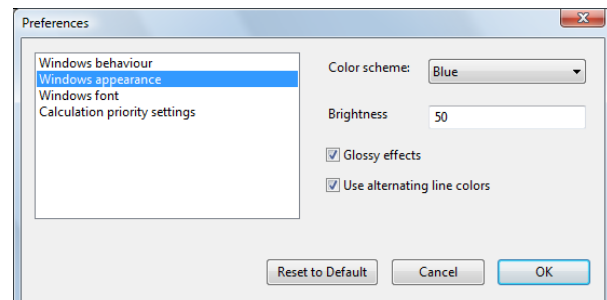 Preferences
Windows behaviour
Windows appearance
Windows font
Calculation priority settings
Color scheme: Blue
Brightness 50
Glossy effects
Use alternating line colors
Reset to Default Cancel OK